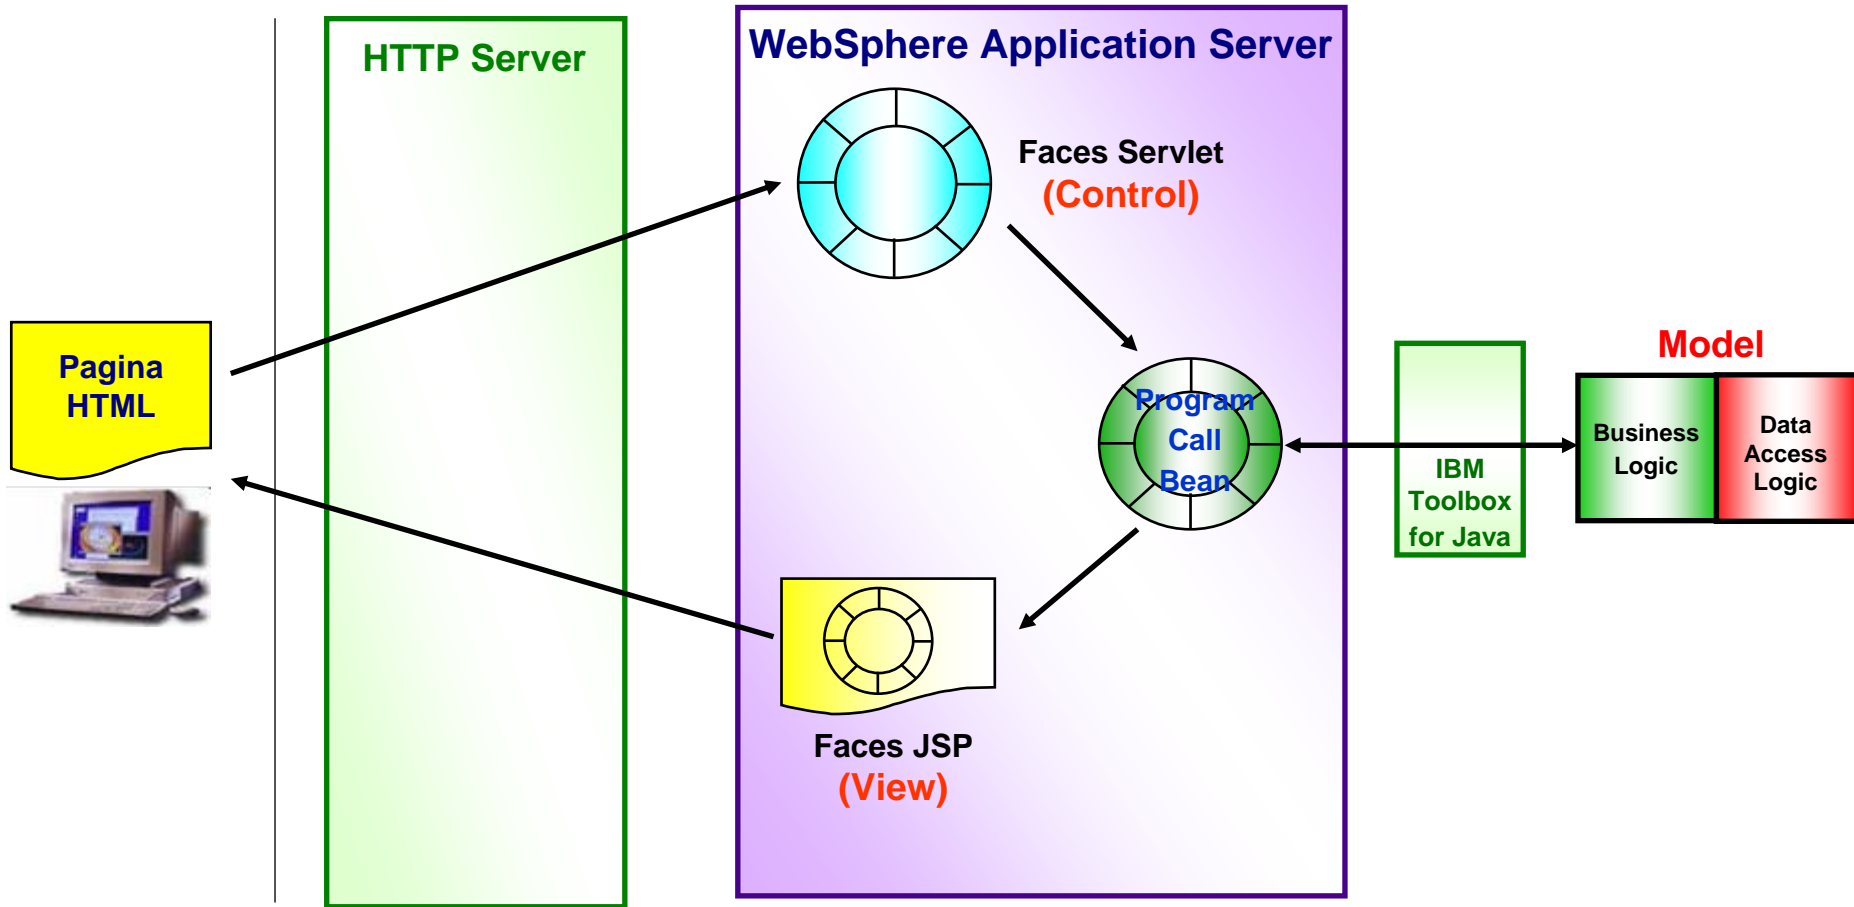 HTTP Server
WebSphere Application Server
Faces Servlet
(Control)
Pagina
HTML
Program
Call
Bean
IBM
Toolbox
for Java
Model
Business
Logic
Data
Access
Logic
Faces JSP
(View)